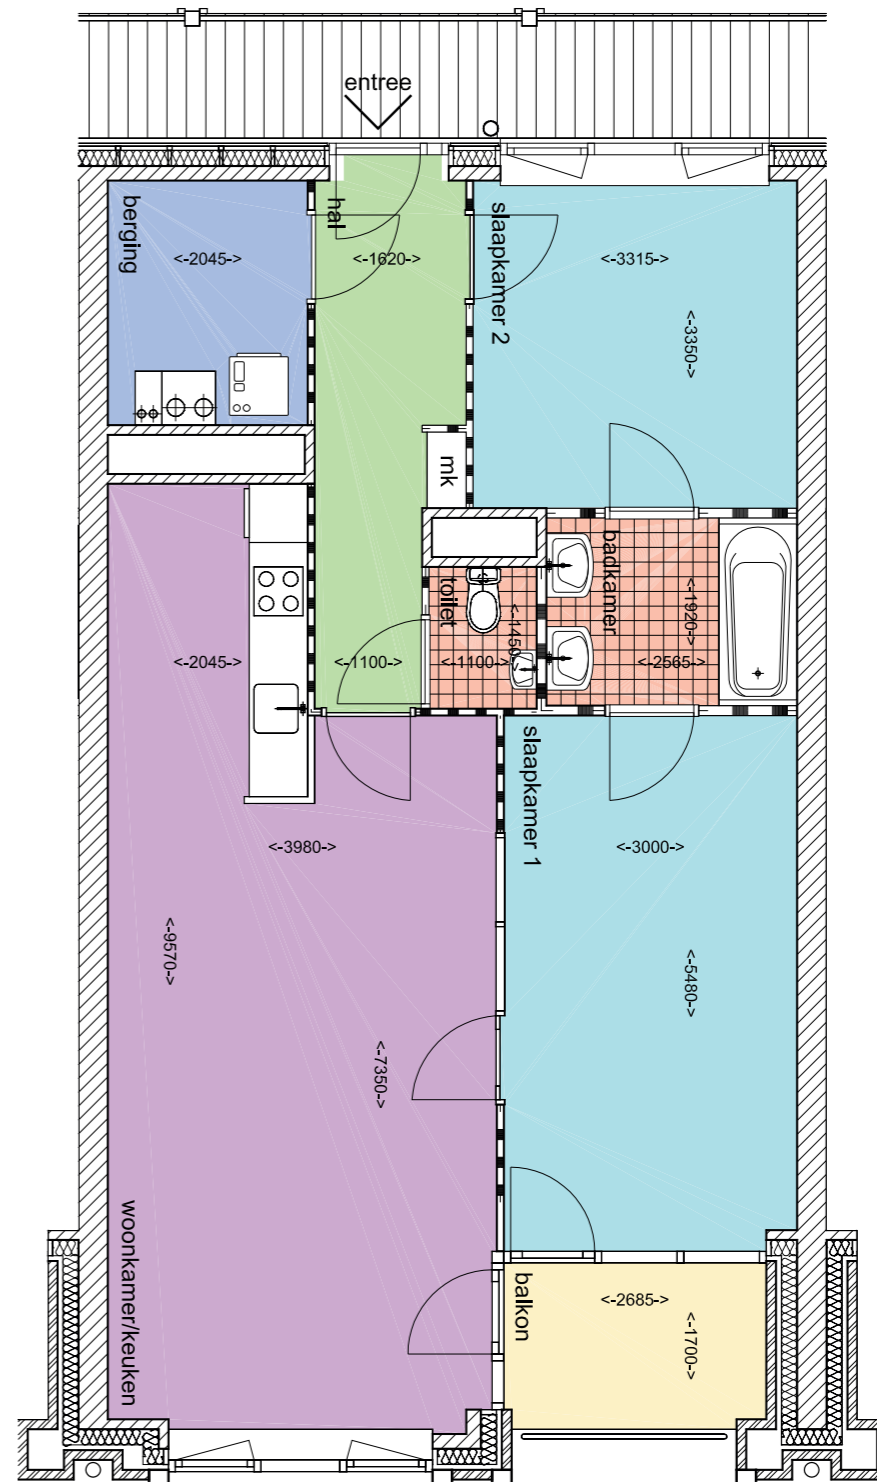 entree
berging
hal
slaapkamer 2
<-2045->
<-1620->
<-3315->
<-3350->
mk
toilet
badkamer
<-1450->
<-1920->
<-2045->
<-1100->
<-1100->
<-2565->
slaapkamer 1
<-3980->
<-3000->
<-9570->
<-5480->
<-7350->
woonkamer/keuken
balkon
<-2685->
<-1700->